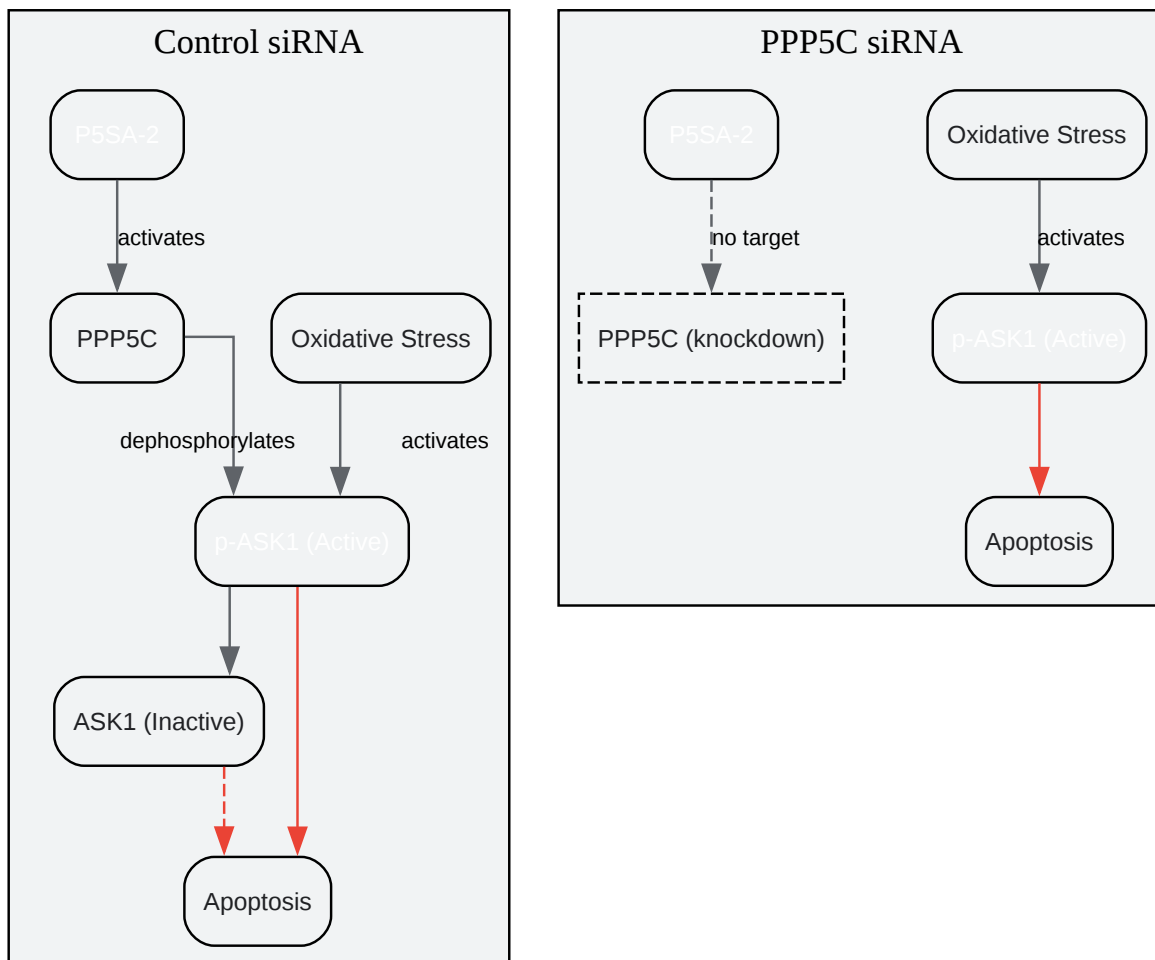 Control siRNA
P5SA-2
activates
PPP5C
Oxidative Stress
dephosphorylates
activates
p-ASK1 (Active)
ASK1 (Inactive)
Apoptosis
PPP5C siRNA
P5SA-2
Oxidative Stress
no target
activates
PPP5C (knockdown)
p-ASK1 (Active)
Apoptosis